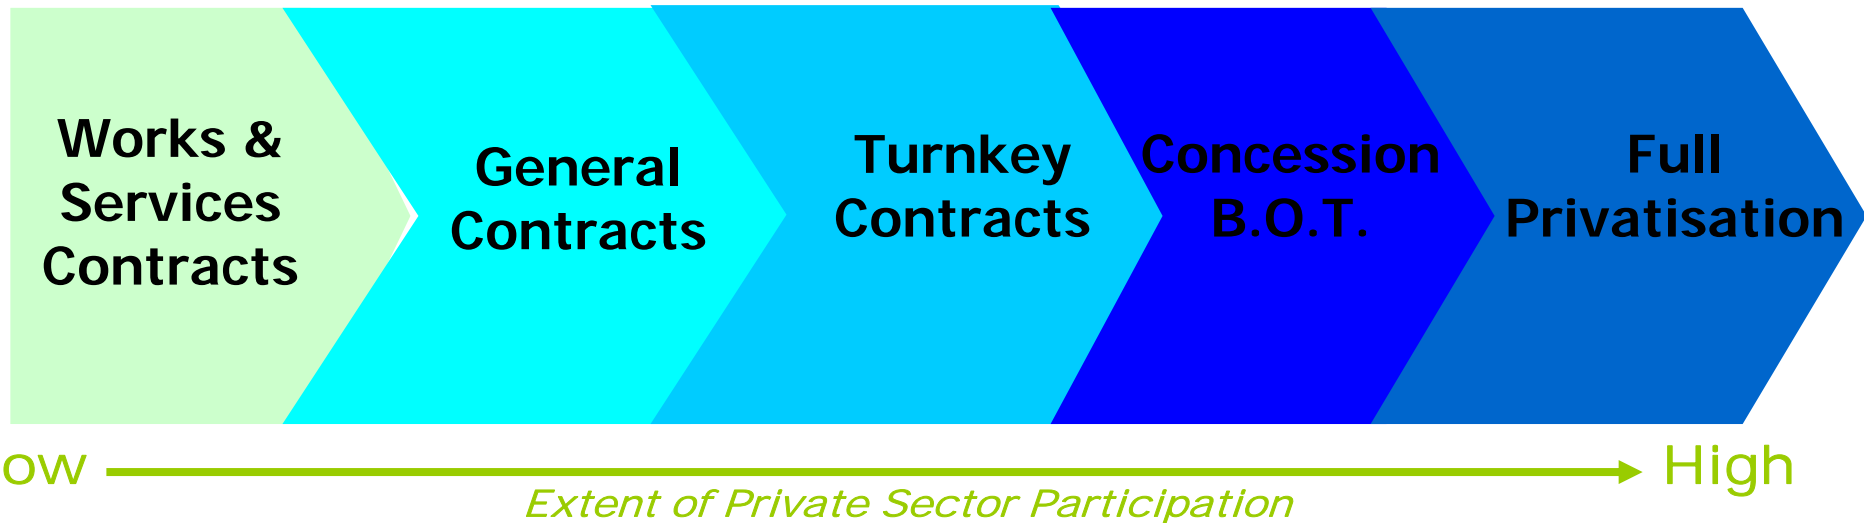 Works &
Services
Contracts
General
Contracts
Turnkey
Contracts
Concession
B.O.T.
Full
Privatisation
ow
High
Extent of Private Sector Participation